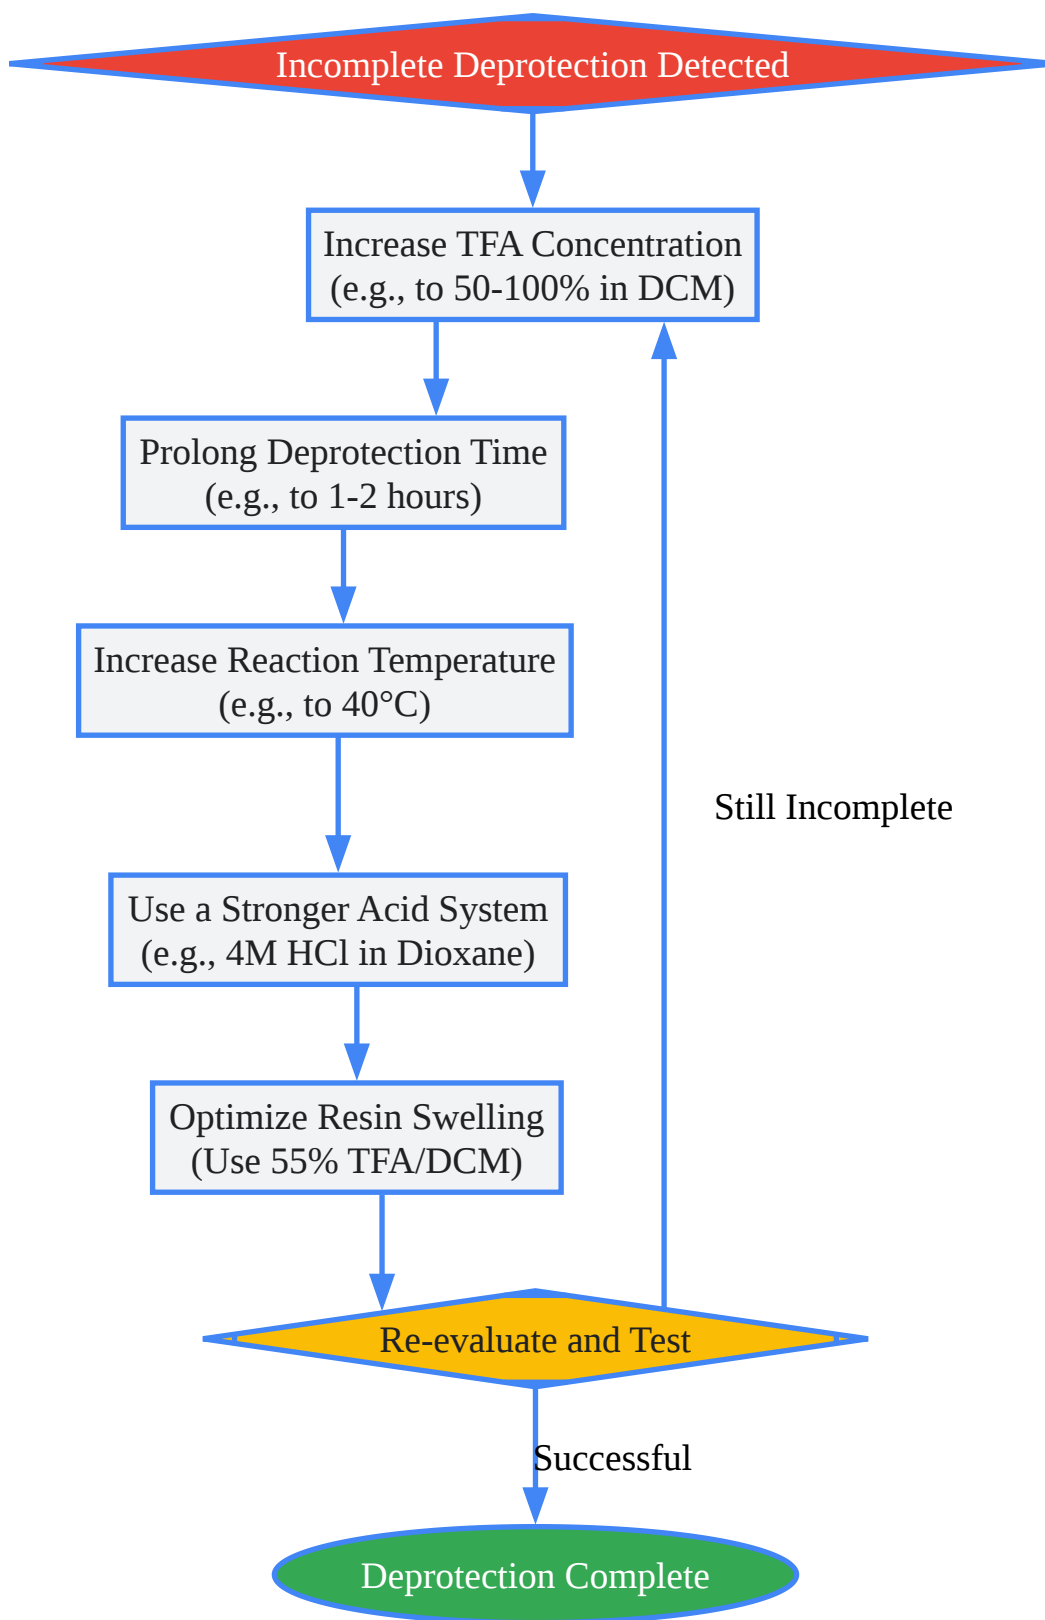 Incomplete Deprotection Detected
Increase TFA Concentration
(e.g., to 50-100% in DCM)
Prolong Deprotection Time
(e.g., to 1-2 hours)
Increase Reaction Temperature
(e.g., to 40°C)
Still Incomplete
Use a Stronger Acid System
(e.g., 4M HCl in Dioxane)
Optimize Resin Swelling
(Use 55% TFA/DCM)
Re-evaluate and Test
Successful
Deprotection Complete